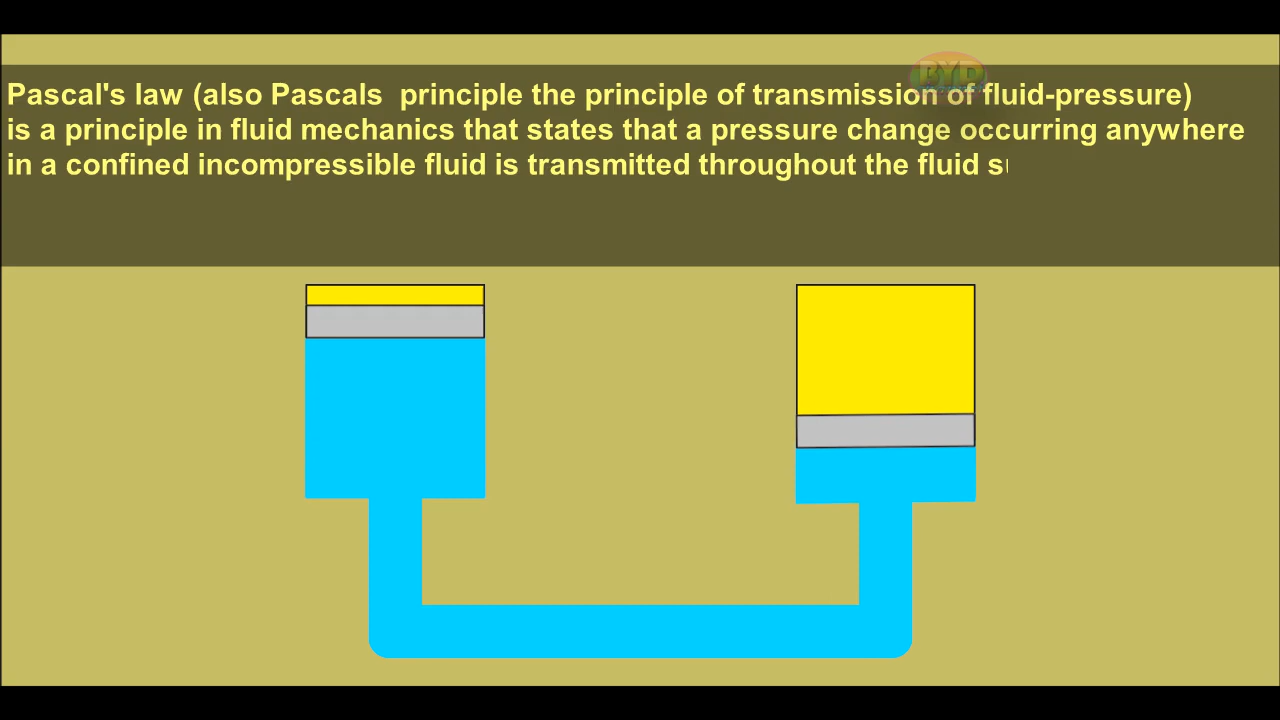 BYP
Pascal's law (also Pascals  principle the principle of transmission of fluid-pressure)
is a principle in fluid mechanics that states that a pressure change occurring anywhere
in a confined incompressible fluid is transmitted throughout the fluid